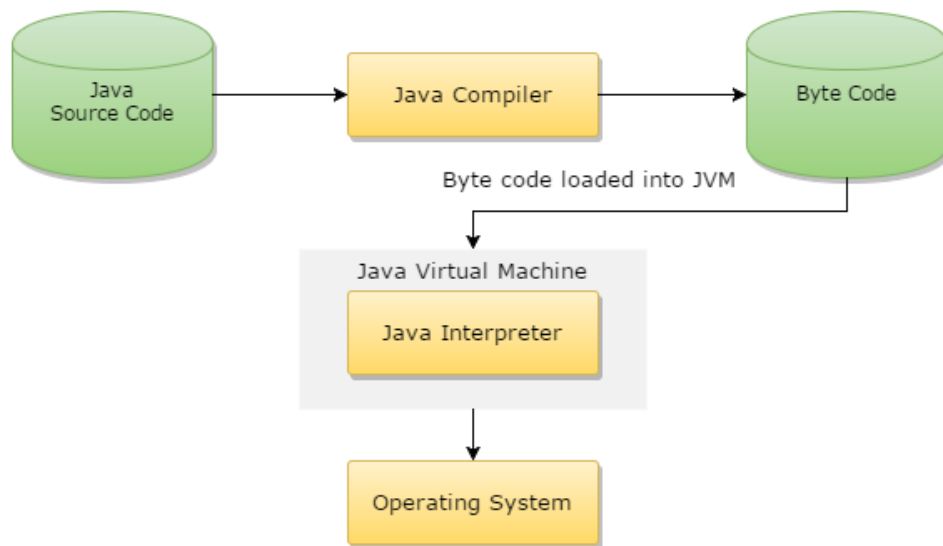 Java
Source Code
Java Compiler
Byte Code
Byte code loaded into JVM
Java Virtual Machine
Java Interpreter
Operating System